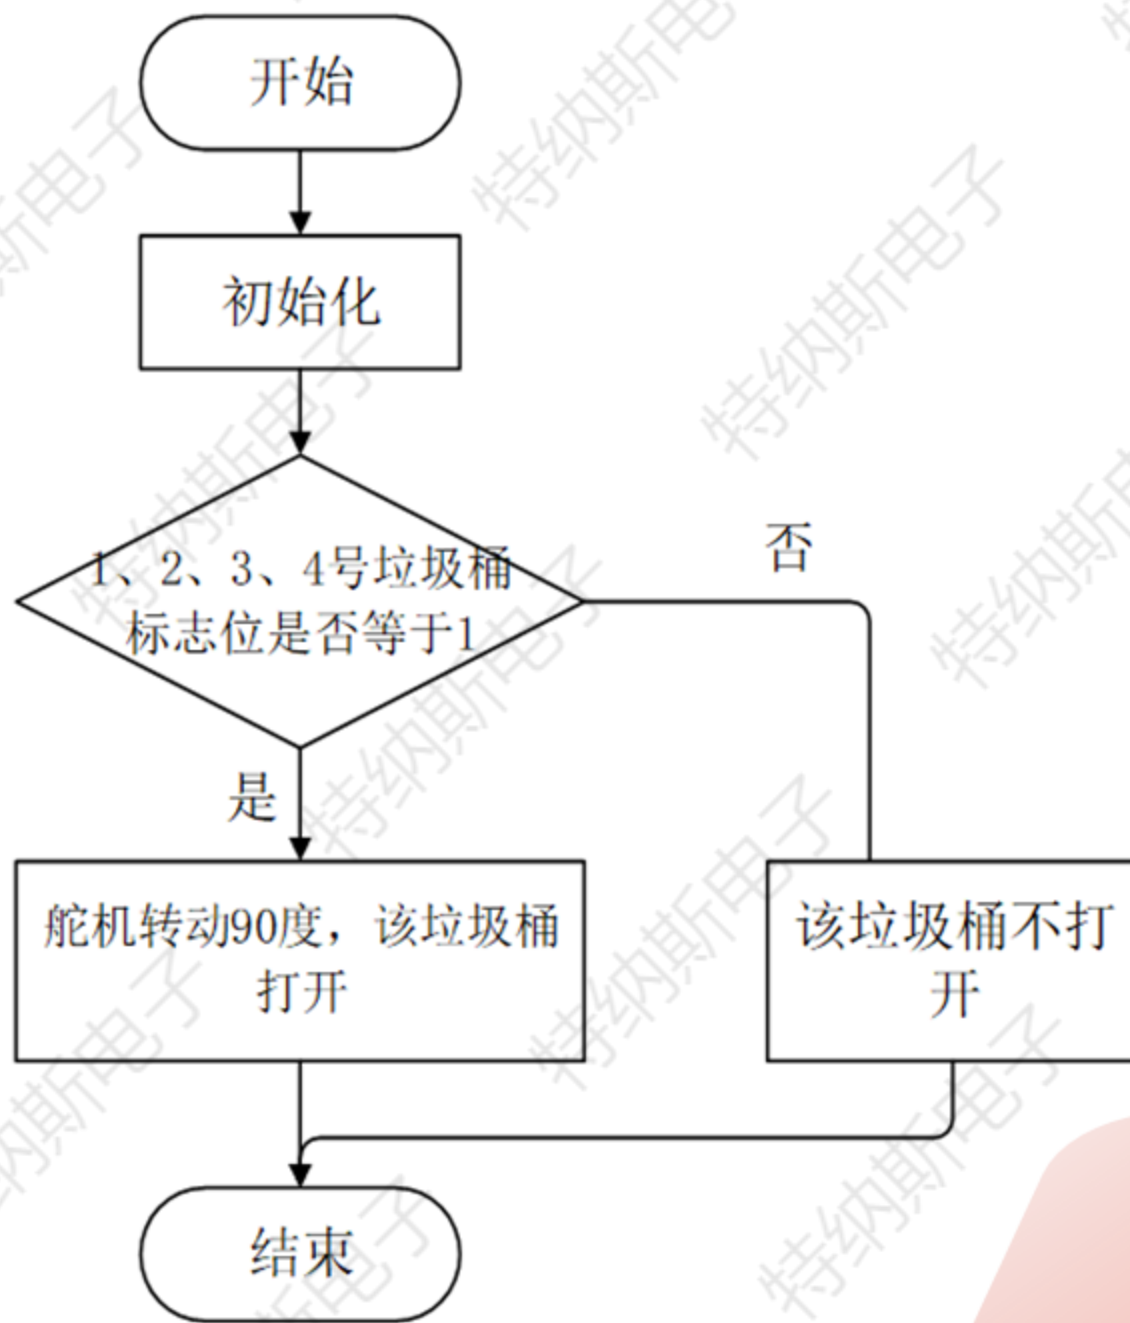 开始
初始化
1、2、3、4号垃圾桶
标志位是否等于1
否
是
舵机转动90度，该垃圾桶
打开
该垃圾桶不打
开
结束
特纳斯电子